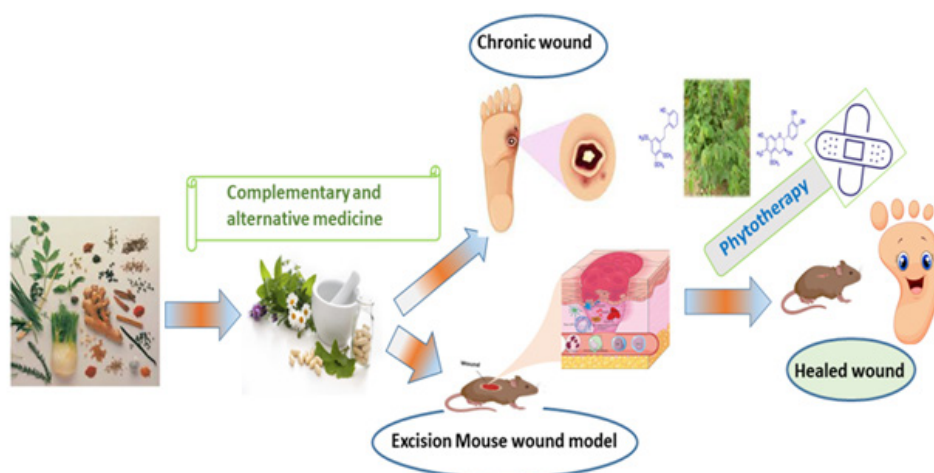 Chronic wound
Complementary and
alternative medicine
Phytotherapy
Wound
Healed wound
Excision Mouse wound model